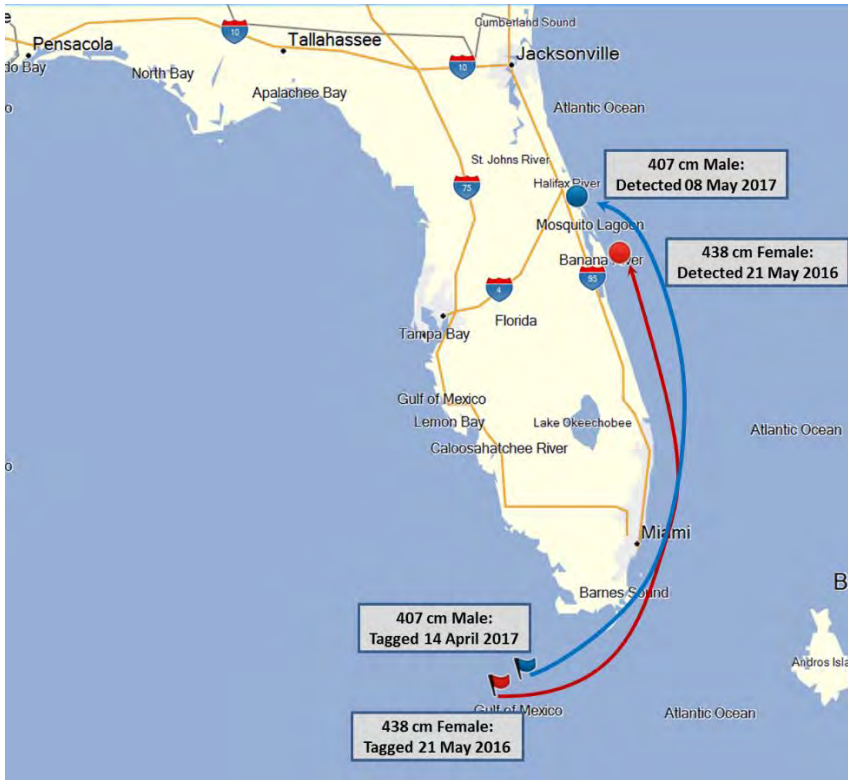 Cumberland Sound
10
Pensacola
Tallahassee
Jacksonville
do Bay
North Bay
10
Apalachee Bay
Atlantic Ocean
o
St. Johns River
407 cm Male:
Detected 08 May 2017
75
Halifax River
Mosquito Lagoon
438 cm Female:
Detected 21 May 2016
Banana River
4
95
Florida
Tampa Bay
Gulf of Mexico
Lemon Bay
Lake Okeechobee
Atlantic Ocean
Caloosahatchee River
o
Miami
B
Barnes Sound
407 cm Male:
Tagged 14 April 2017
Andros Isla
Gulf of Mexico
Atlantic Ocean
438 cm Female:
Tagged 21 May 2016